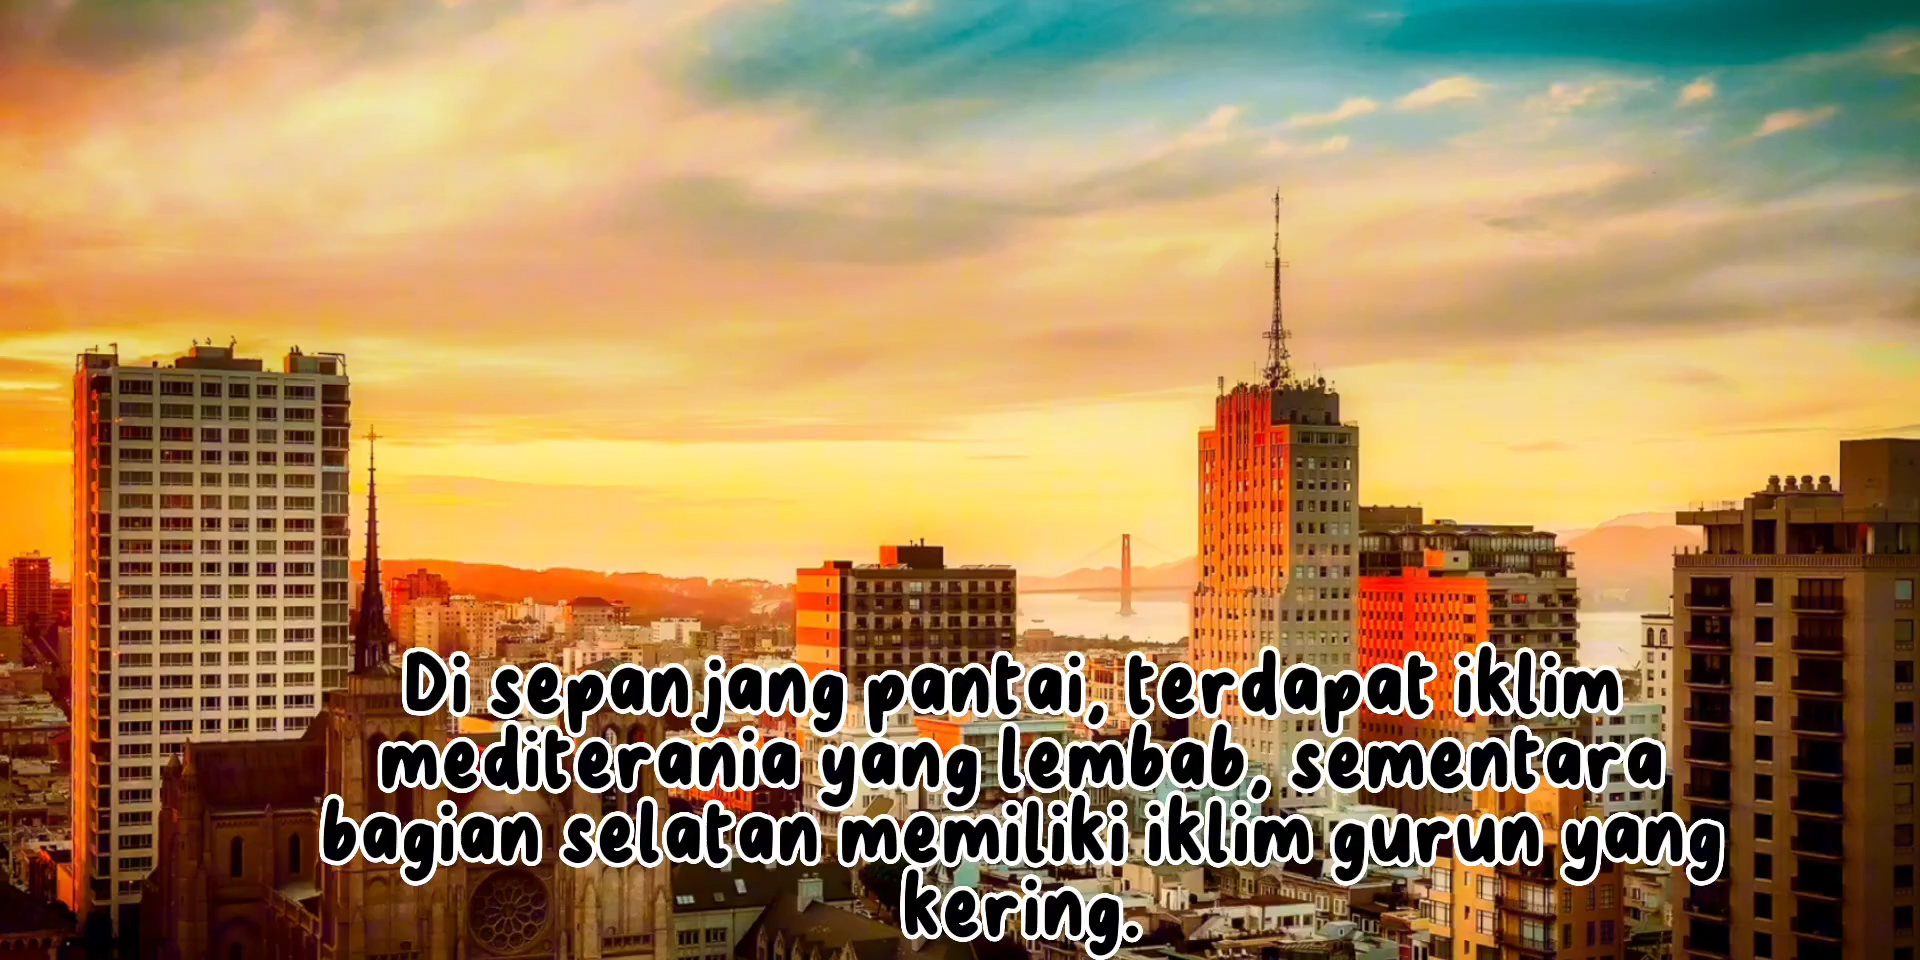 Di sepanjang pantai, terdapat iklim
mediterania yang lembab, sementara
bagian selatan memiliki iklim gurun yang
kering.